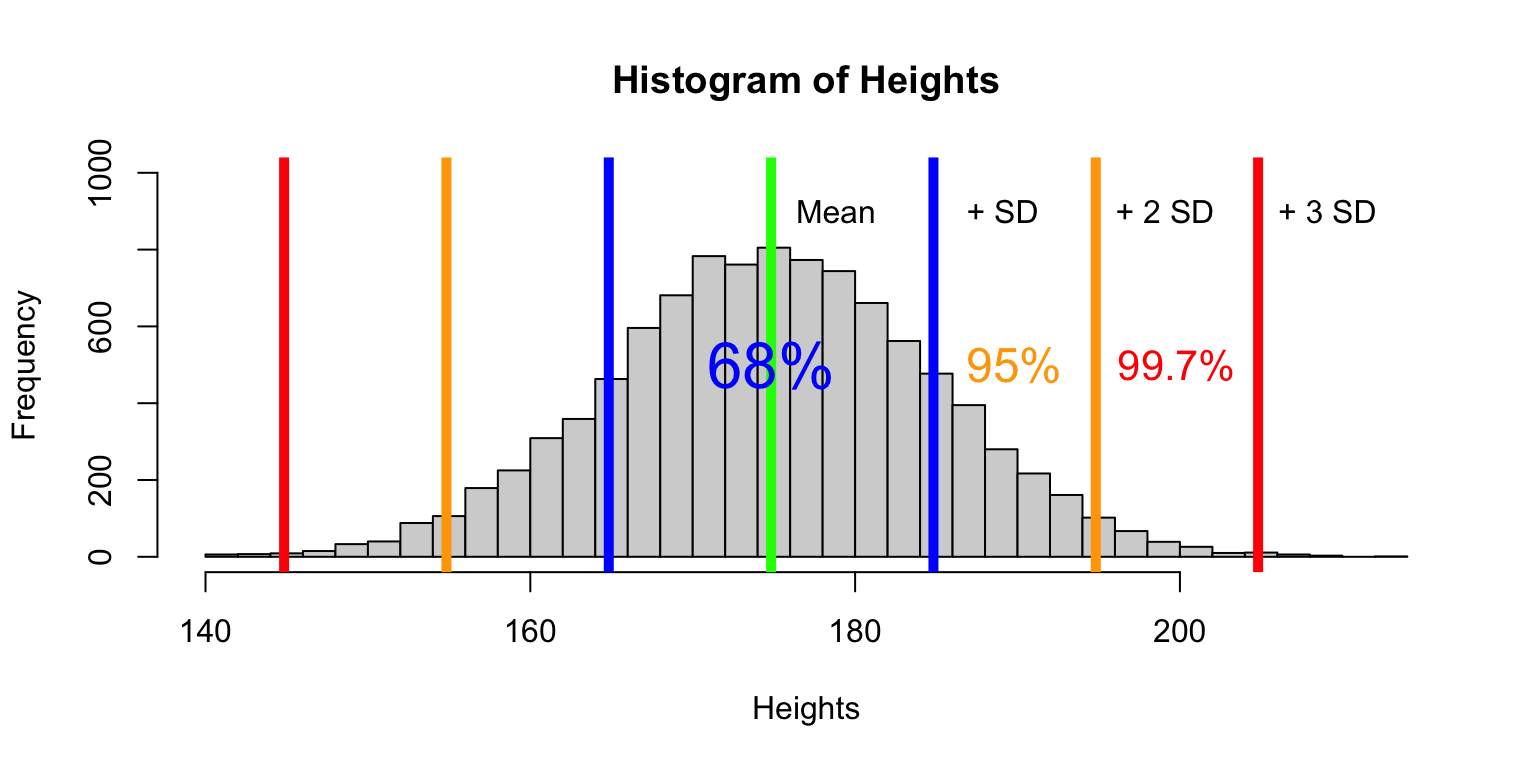 Histogram of Heights
Mean
+ SD
+ 2 SD
+ 3 SD
68%
95%
99.7%
Frequency
1000
600
200
0
140
160
180
200
Heights